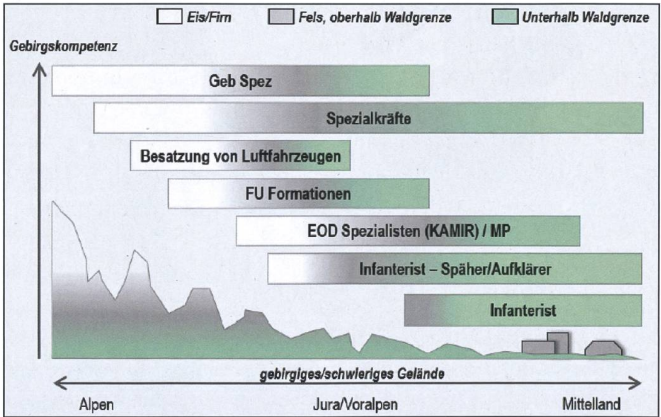 Eis/Firn Fels, oberhalb Waldgrenze Unterhalb Waldgrenze
Gebirgskompetenz
Geb Spez
Spezialkräfte
Besatzung von Luftfahrzeugen
FU Formationen
EOD Spezialisten (KAMIR) / MP
Infanterist – Späher/Aufklärer
Infanterist
gebirgiges/schwieriges Gelände
Alpen Jura/Voralpen Mittelland